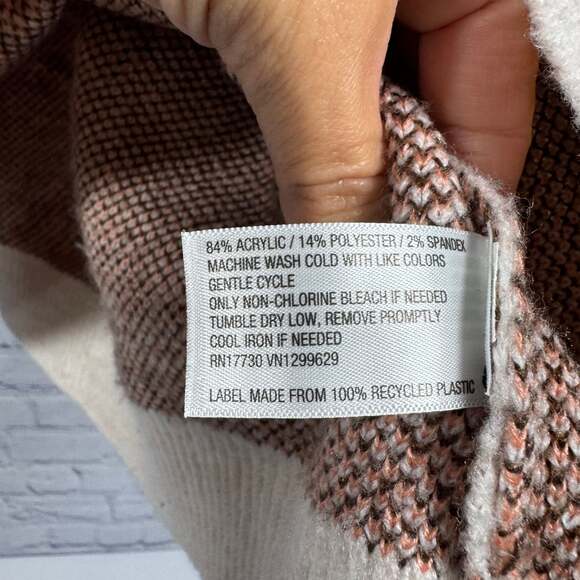 84% ACRYLIC / 14% POLYESTER / 2% SPANDEX
MACHINE WASH COLD WITH LIKE COLORS
GENTLE CYCLE
ONLY NON-CHLORINE BLEACH IF NEEDED
TUMBLE DRY LOW, REMOVE PROMPTLY
COOL IRON IF NEEDED
RN17730 VN1299629
LABEL MADE FROM 100% RECYCLED PLASTIC